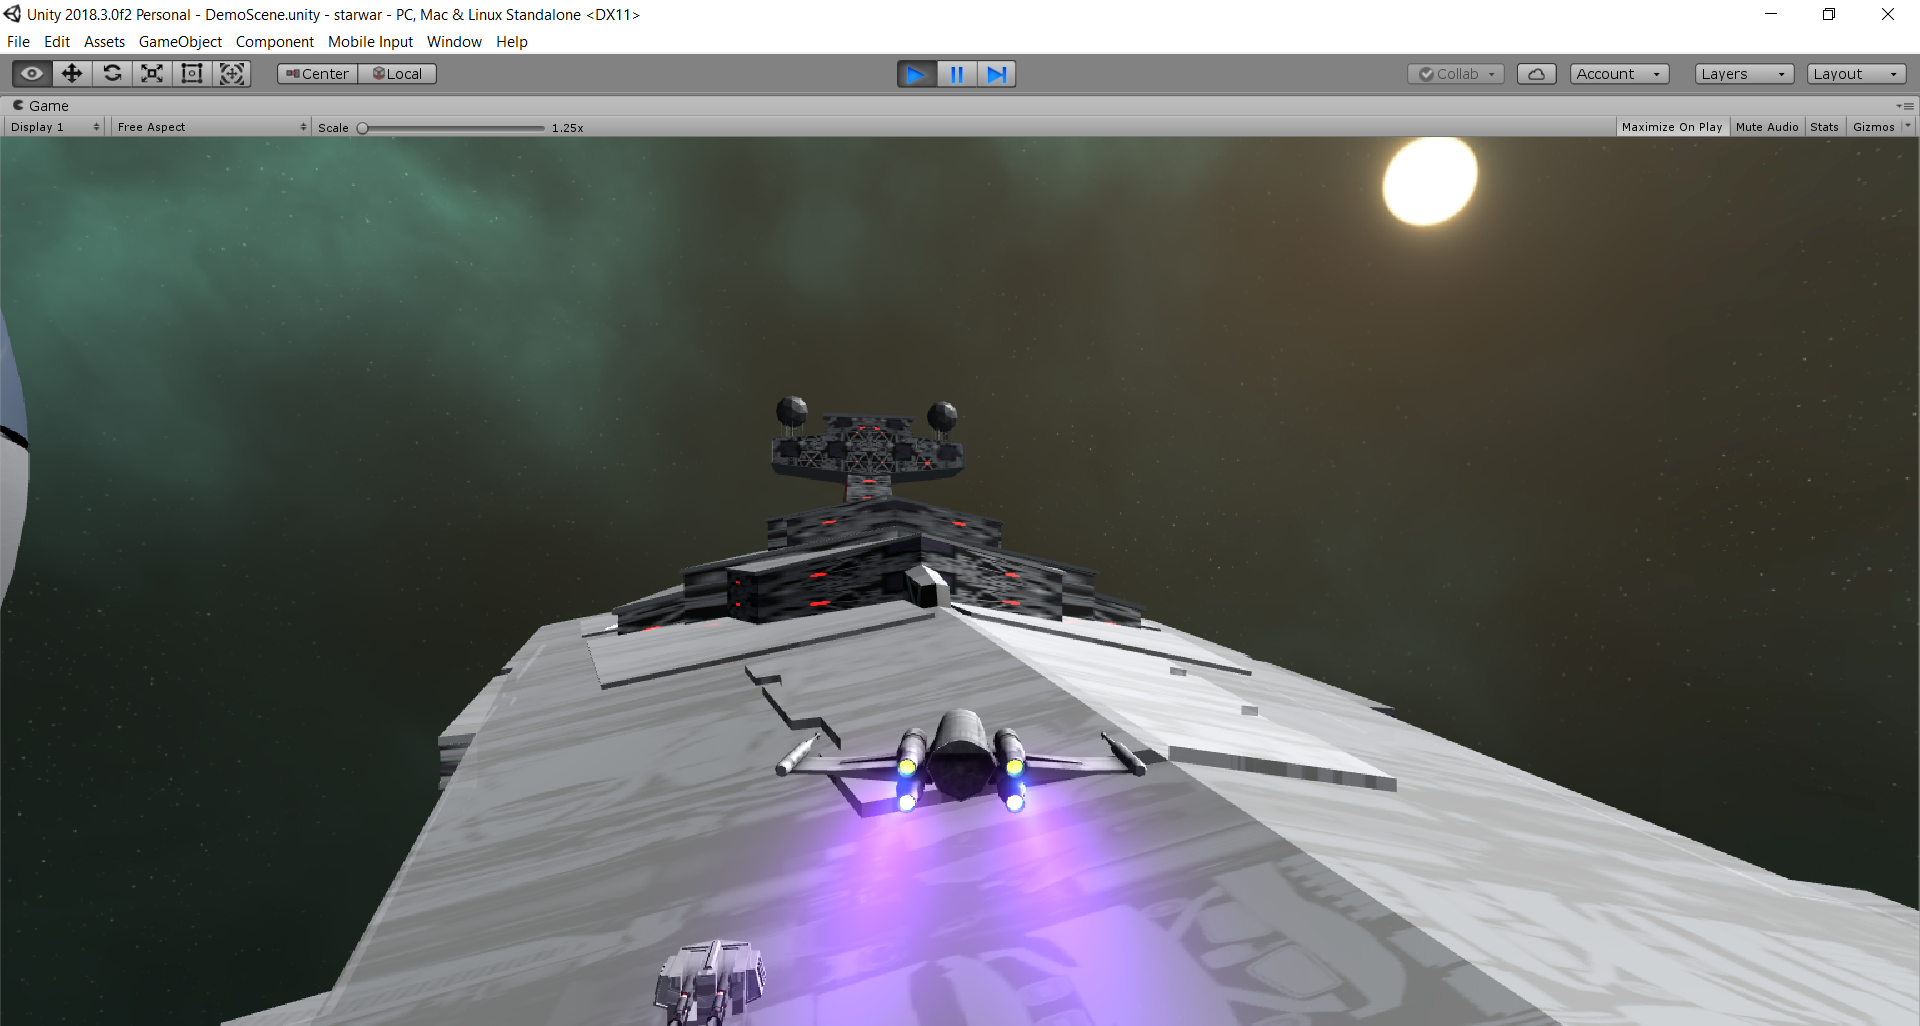 Unity 2018.3.0f2 Personal - DemoScene.unity - starwar - PC, Mac & Linux Standalone <DX11>
File Edit Assets GameObject Component Mobile Input Window Help
Center Local Collab Account Layers Layout
Game
Display 1 Free Aspect Scale 1.25x Maximize On Play Mute Audio Stats Gizmos